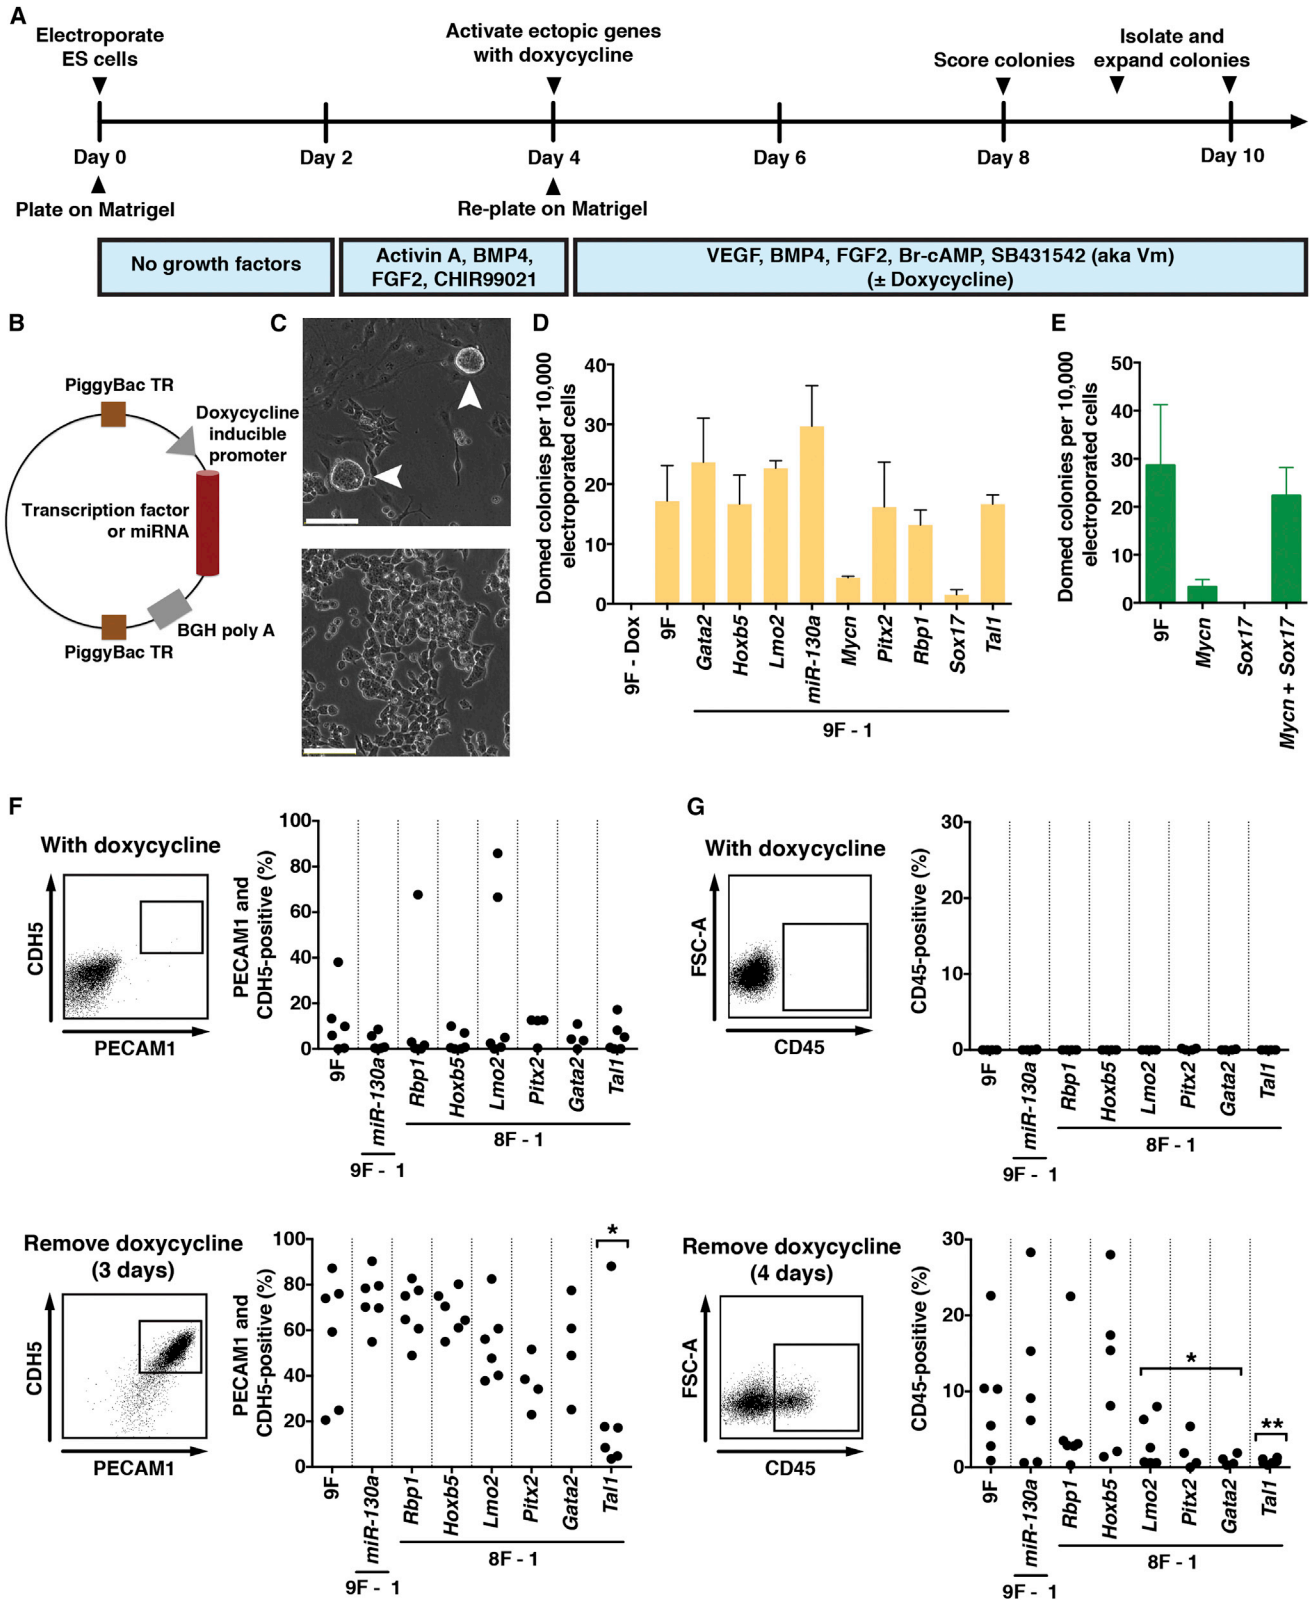 A
Electroporate
ES cells
Activate ectopic genes
with doxycycline
Score colonies
Isolate and
expand colonies
Day 0
Day 2
Day 4
Day 6
Day 8
Day 10
Plate on Matrigel
Re-plate on Matrigel
No growth factors
Activin A, BMP4,
FGF2, CHIR99021
VEGF, BMP4, FGF2, Br-cAMP, SB431542 (aka Vm)
(± Doxycycline)
B
PiggyBac TR
Doxycycline
inducible
promoter
Transcription factor
or miRNA
BGH poly A
PiggyBac TR
C
D
Domed colonies per 10,000
electroporated cells
40
30
20
10
0
9F - Dox
9F
Gata2
Hoxb5
Lmo2
miR-130a
Mycn
Pitx2
Rbp1
Sox17
Tal1
9F - 1
E
Domed colonies per 10,000
electroporated cells
50
40
30
20
10
0
9F
Mycn
Sox17
Mycn + Sox17
F
With doxycycline
CDH5
PECAM1
PECAM1 and
CDH5-positive (%)
100
80
60
40
20
0
9F
miR-130a
Rbp1
Hoxb5
Lmo2
Pitx2
Gata2
Tal1
8F - 1
9F - 1
Remove doxycycline
(3 days)
CDH5
PECAM1
PECAM1 and
CDH5-positive (%)
100
80
60
40
20
0
*
9F
miR-130a
Rbp1
Hoxb5
Lmo2
Pitx2
Gata2
Tal1
8F - 1
9F - 1
G
With doxycycline
FSC-A
CD45
CD45-positive (%)
30
20
10
0
9F
miR-130a
Rbp1
Hoxb5
Lmo2
Pitx2
Gata2
Tal1
8F - 1
9F - 1
Remove doxycycline
(4 days)
FSC-A
CD45
CD45-positive (%)
30
20
10
0
*
**
9F
miR-130a
Rbp1
Hoxb5
Lmo2
Pitx2
Gata2
Tal1
8F - 1
9F - 1